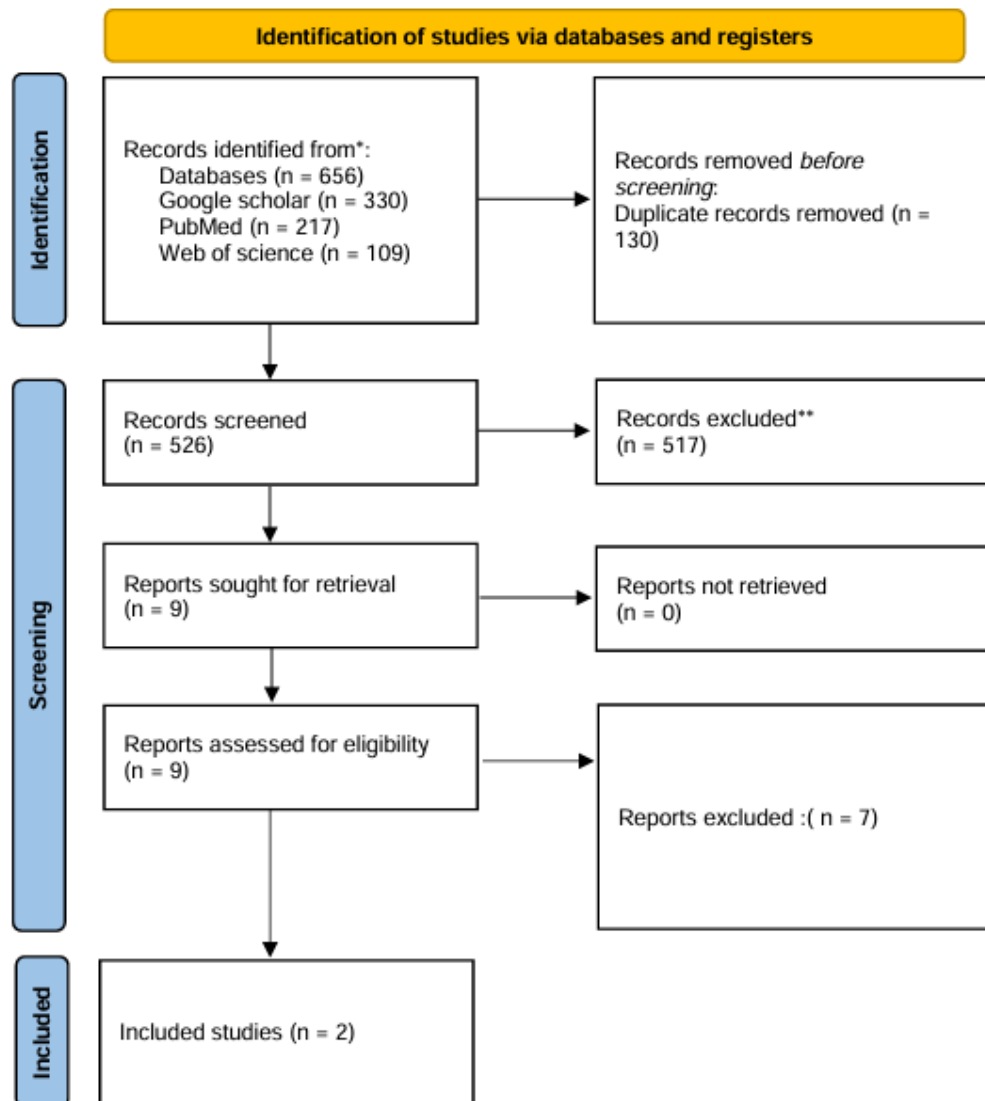 Identification of studies via databases and registers
Identification
Records identified from*:
Databases (n = 656)
Google scholar (n = 330)
PubMed (n = 217)
Web of science (n = 109)
Records removed before
screening:
Duplicate records removed (n =
130)
Screening
Records screened
(n = 526)
Records excluded**
(n = 517)
Reports sought for retrieval
(n = 9)
Reports not retrieved
(n = 0)
Reports assessed for eligibility
(n = 9)
Reports excluded :( n = 7)
Included
Included studies (n = 2)